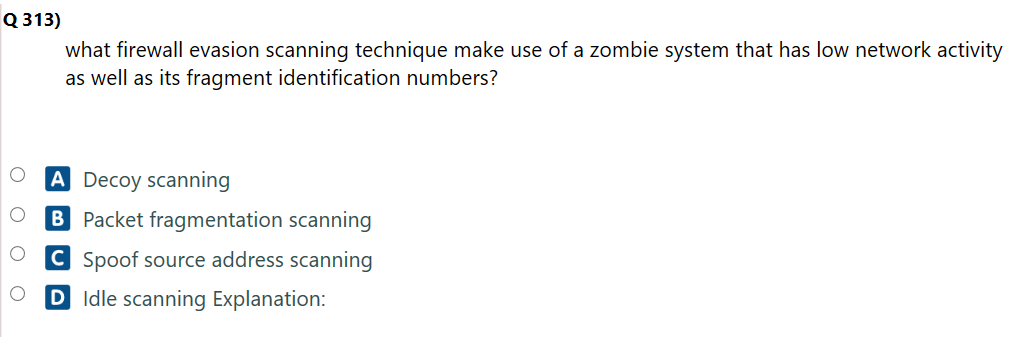 Q 313)
what firewall evasion scanning technique make use of a zombie system that has low network activity
as well as its fragment identification numbers?
A Decoy scanning
B Packet fragmentation scanning
C Spoof source address scanning
D Idle scanning Explanation: